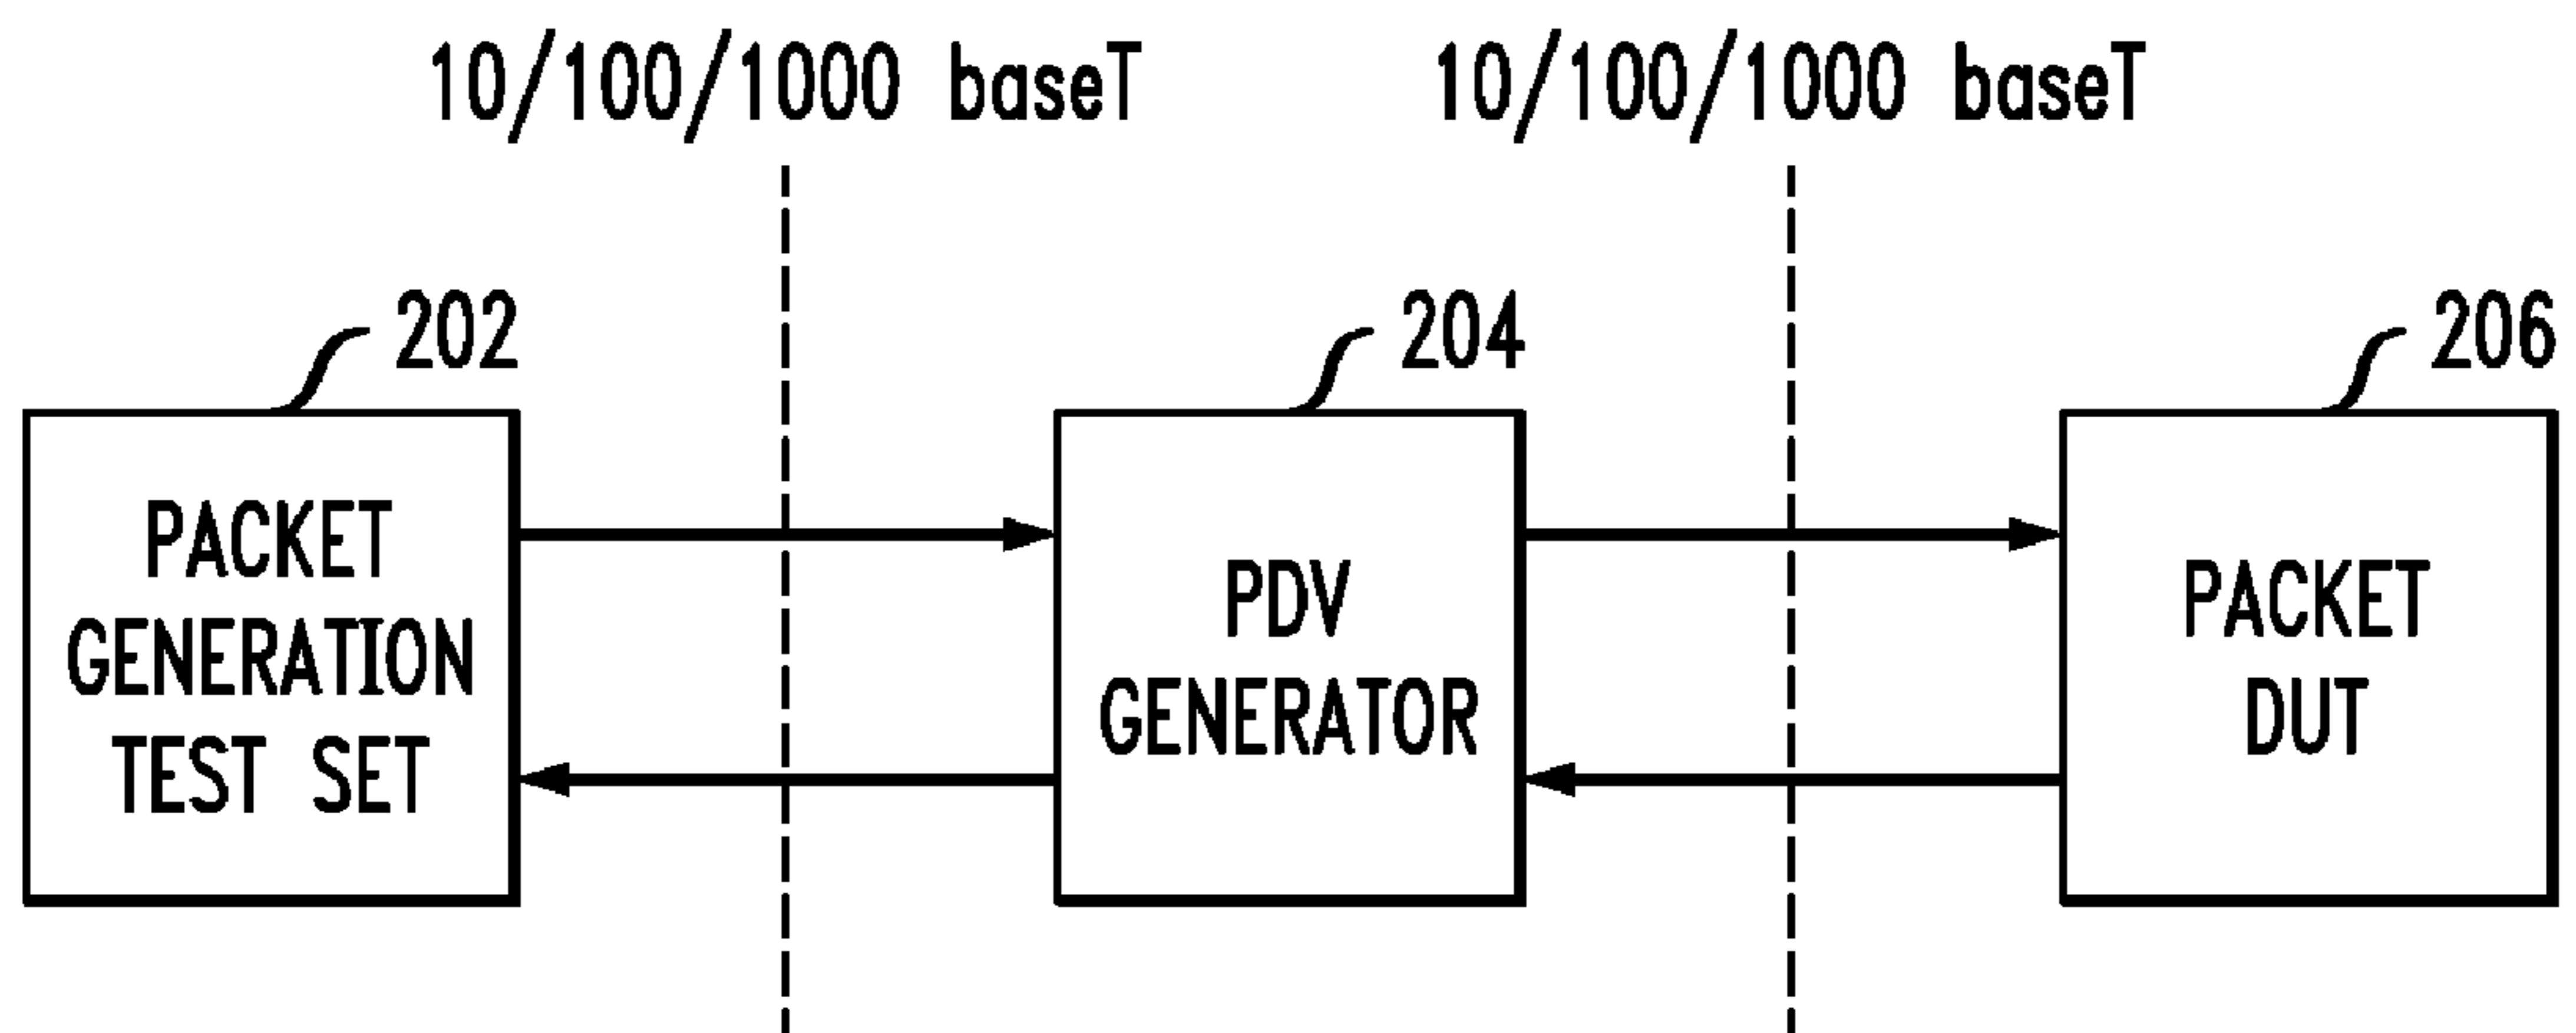 10/100/1000 baseT
10/100/1000 baseT
202
204
206
PACKET
GENERATION
TEST SET
PDV
GENERATOR
PACKET
DUT